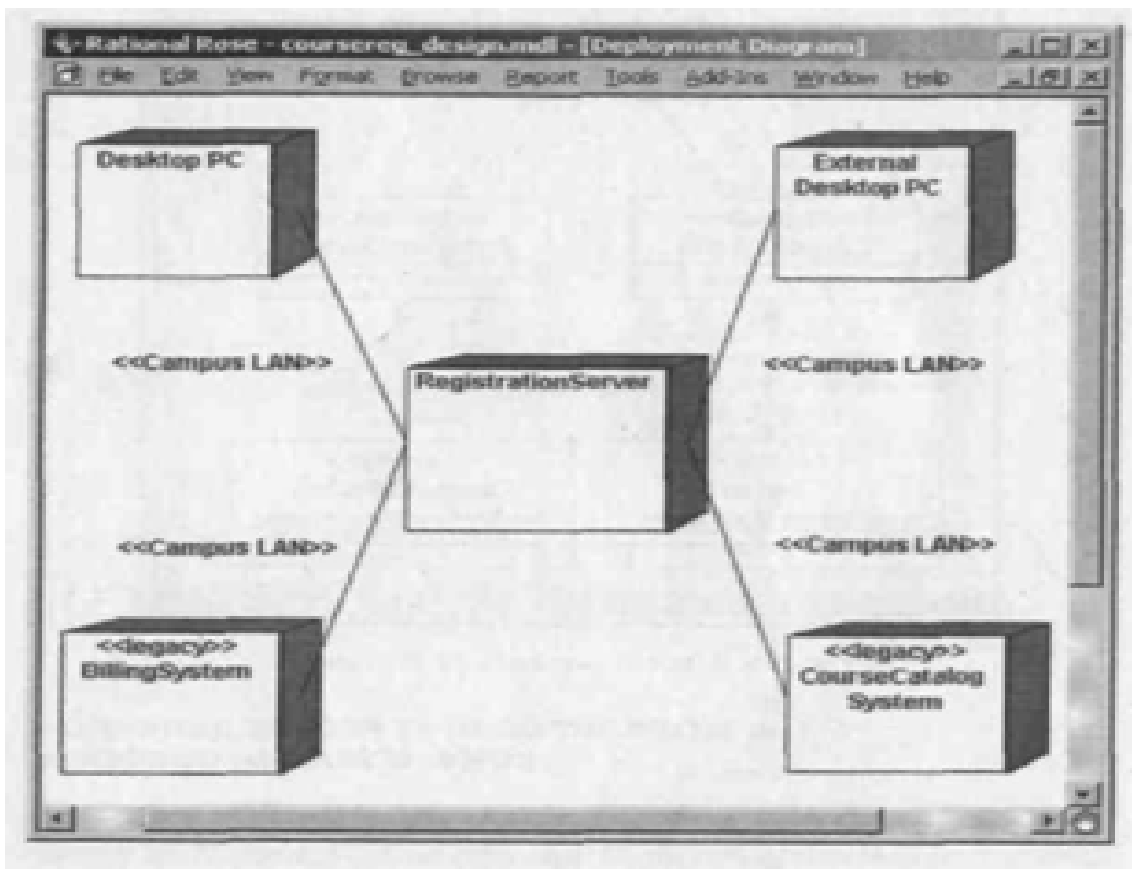 Rational Rose - coursereg_design.mdl - [Deployment Diagram]
File Edit View Format Browse Report Tools Add-Ins Window Help
Desktop PC
External
Desktop PC
<<Campus LAN>>
<<Campus LAN>>
RegistrationServer
<<Campus LAN>>
<<Campus LAN>>
<<legacy>>
BillingSystem
<<legacy>>
CourseCatalog
System